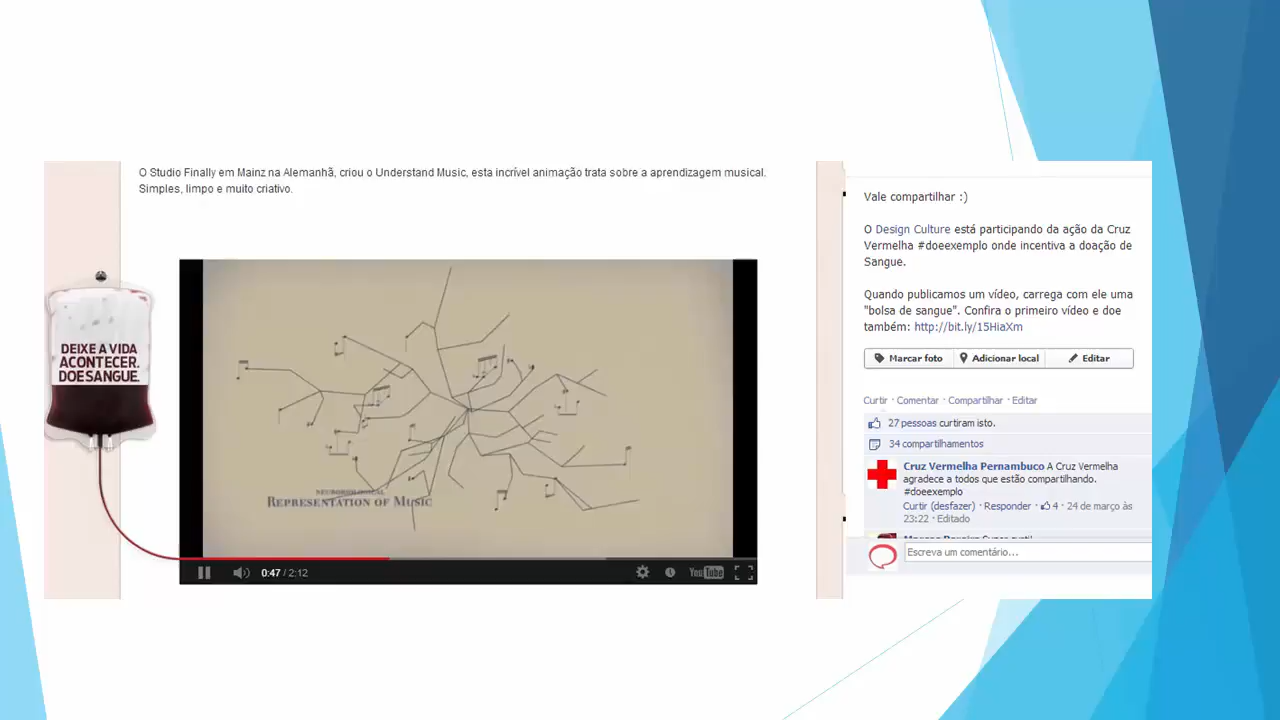 O Studio Finally em Mainz na Alemanhã, criou o Understand Music, esta incrível animação trata sobre a aprendizagem musical.
Simples, limpo e muito criativo.
DEIXE A VIDA
ACONTECER.
DOE SANGUE.
NEUROBIOLOGICAL
REPRESENTATION OF MUSIC
0:47 / 2:12
YouTube
Vale compartilhar :)
O Design Culture está participando da ação da Cruz
Vermelha #doeexemplo onde incentiva a doação de
Sangue.
Quando publicamos um vídeo, carrega com ele uma
"bolsa de sangue". Confira o primeiro vídeo e doe
também: http://bit.ly/15HiaXm
Marcar foto Adicionar local Editar
Curtir · Comentar · Compartilhar · Editar
27 pessoas curtiram isto.
34 compartilhamentos
Cruz Vermelha Pernambuco A Cruz Vermelha
agradece a todos que estão compartilhando.
#doeexemplo
Curtir (desfazer) · Responder · 4 · 24 de março às
23:22 · Editado
Escreva um comentário...